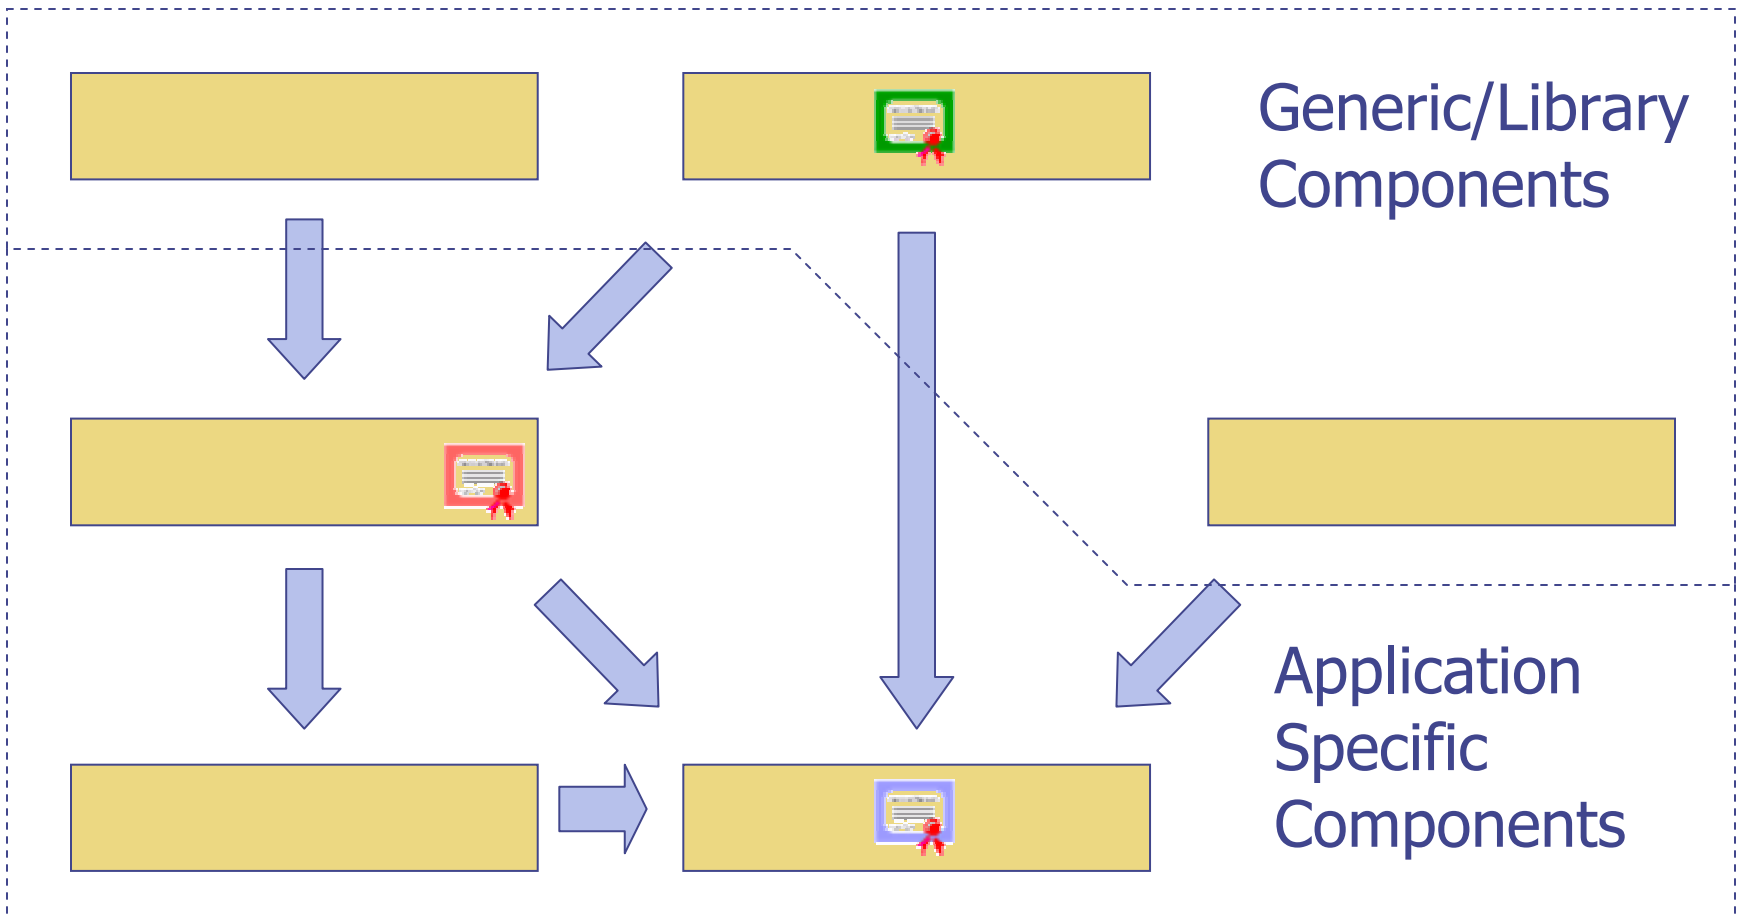 Generic/Library
Components
Application
Specific
Components